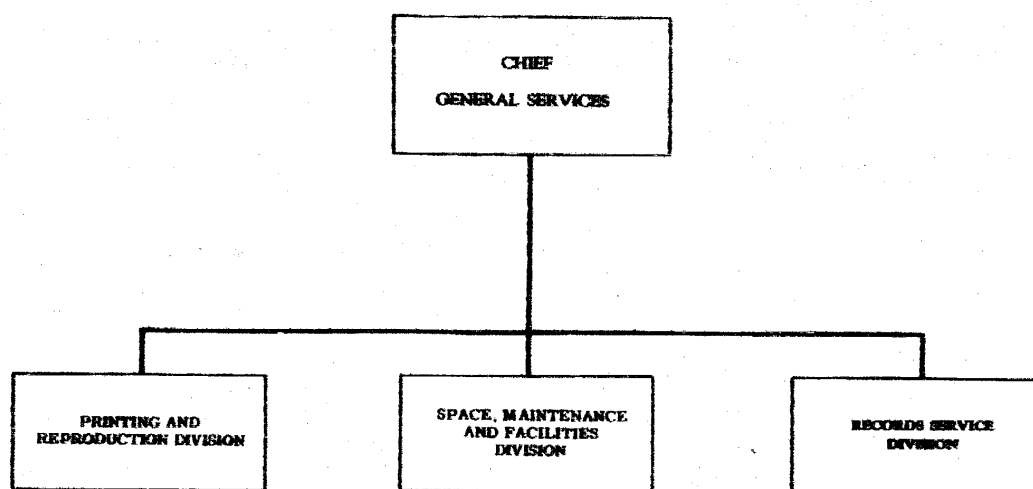 CHIEF
GENERAL SERVICES
PRINTING AND
REPRODUCTION DIVISION
SPACE, MAINTENANCE
AND FACILITIES
DIVISION
RECORDS SERVICE
DIVISION